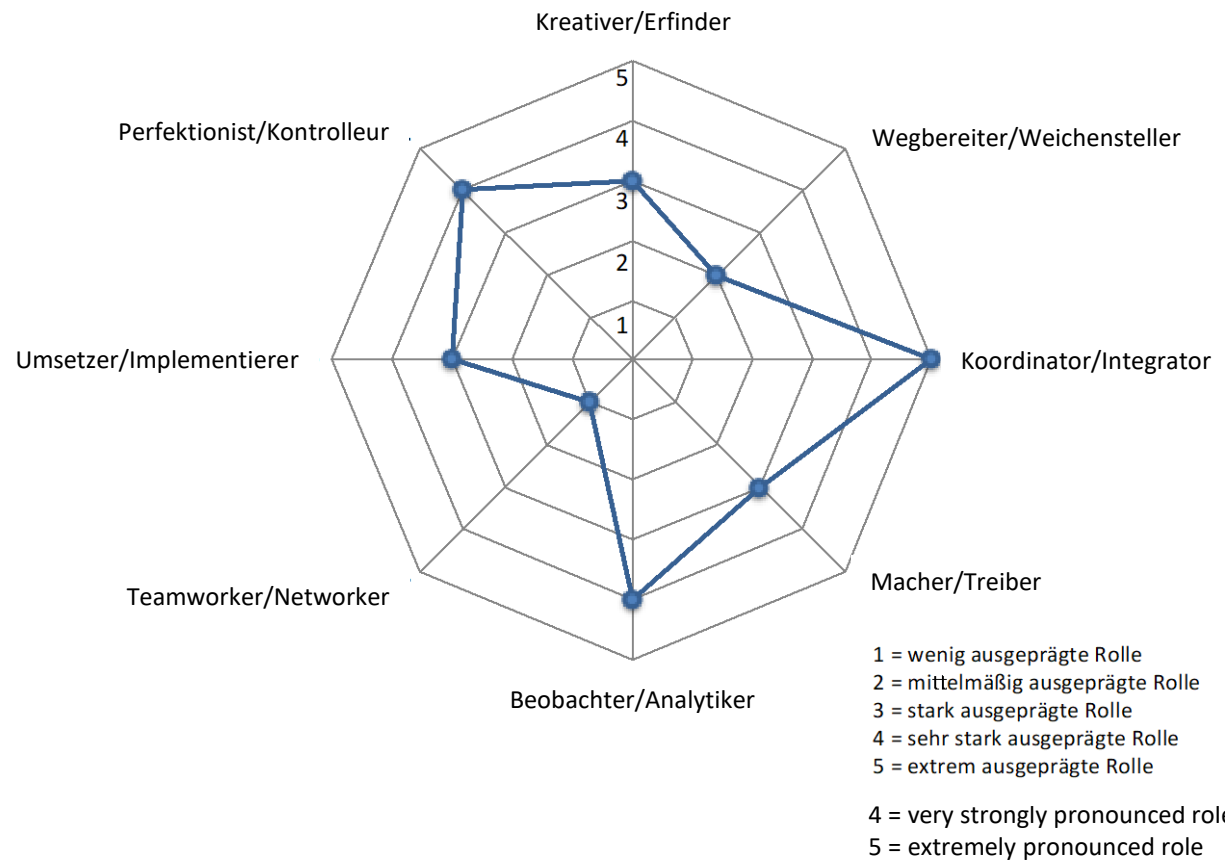 Kreativer/Erfinder
5
Perfektionist/Kontrolleur
4
Wegbereiter/Weichensteller
3
2
1
Umsetzer/Implementierer
Koordinator/Integrator
Macher/Treiber
Teamworker/Networker
Beobachter/Analytiker
1 = wenig ausgeprägte Rolle
2 = mittelmäßig ausgeprägte Rolle
3 = stark ausgeprägte Rolle
4 = sehr stark ausgeprägte Rolle
5 = extrem ausgeprägte Rolle
4 = very strongly pronounced role
5 = extremely pronounced role